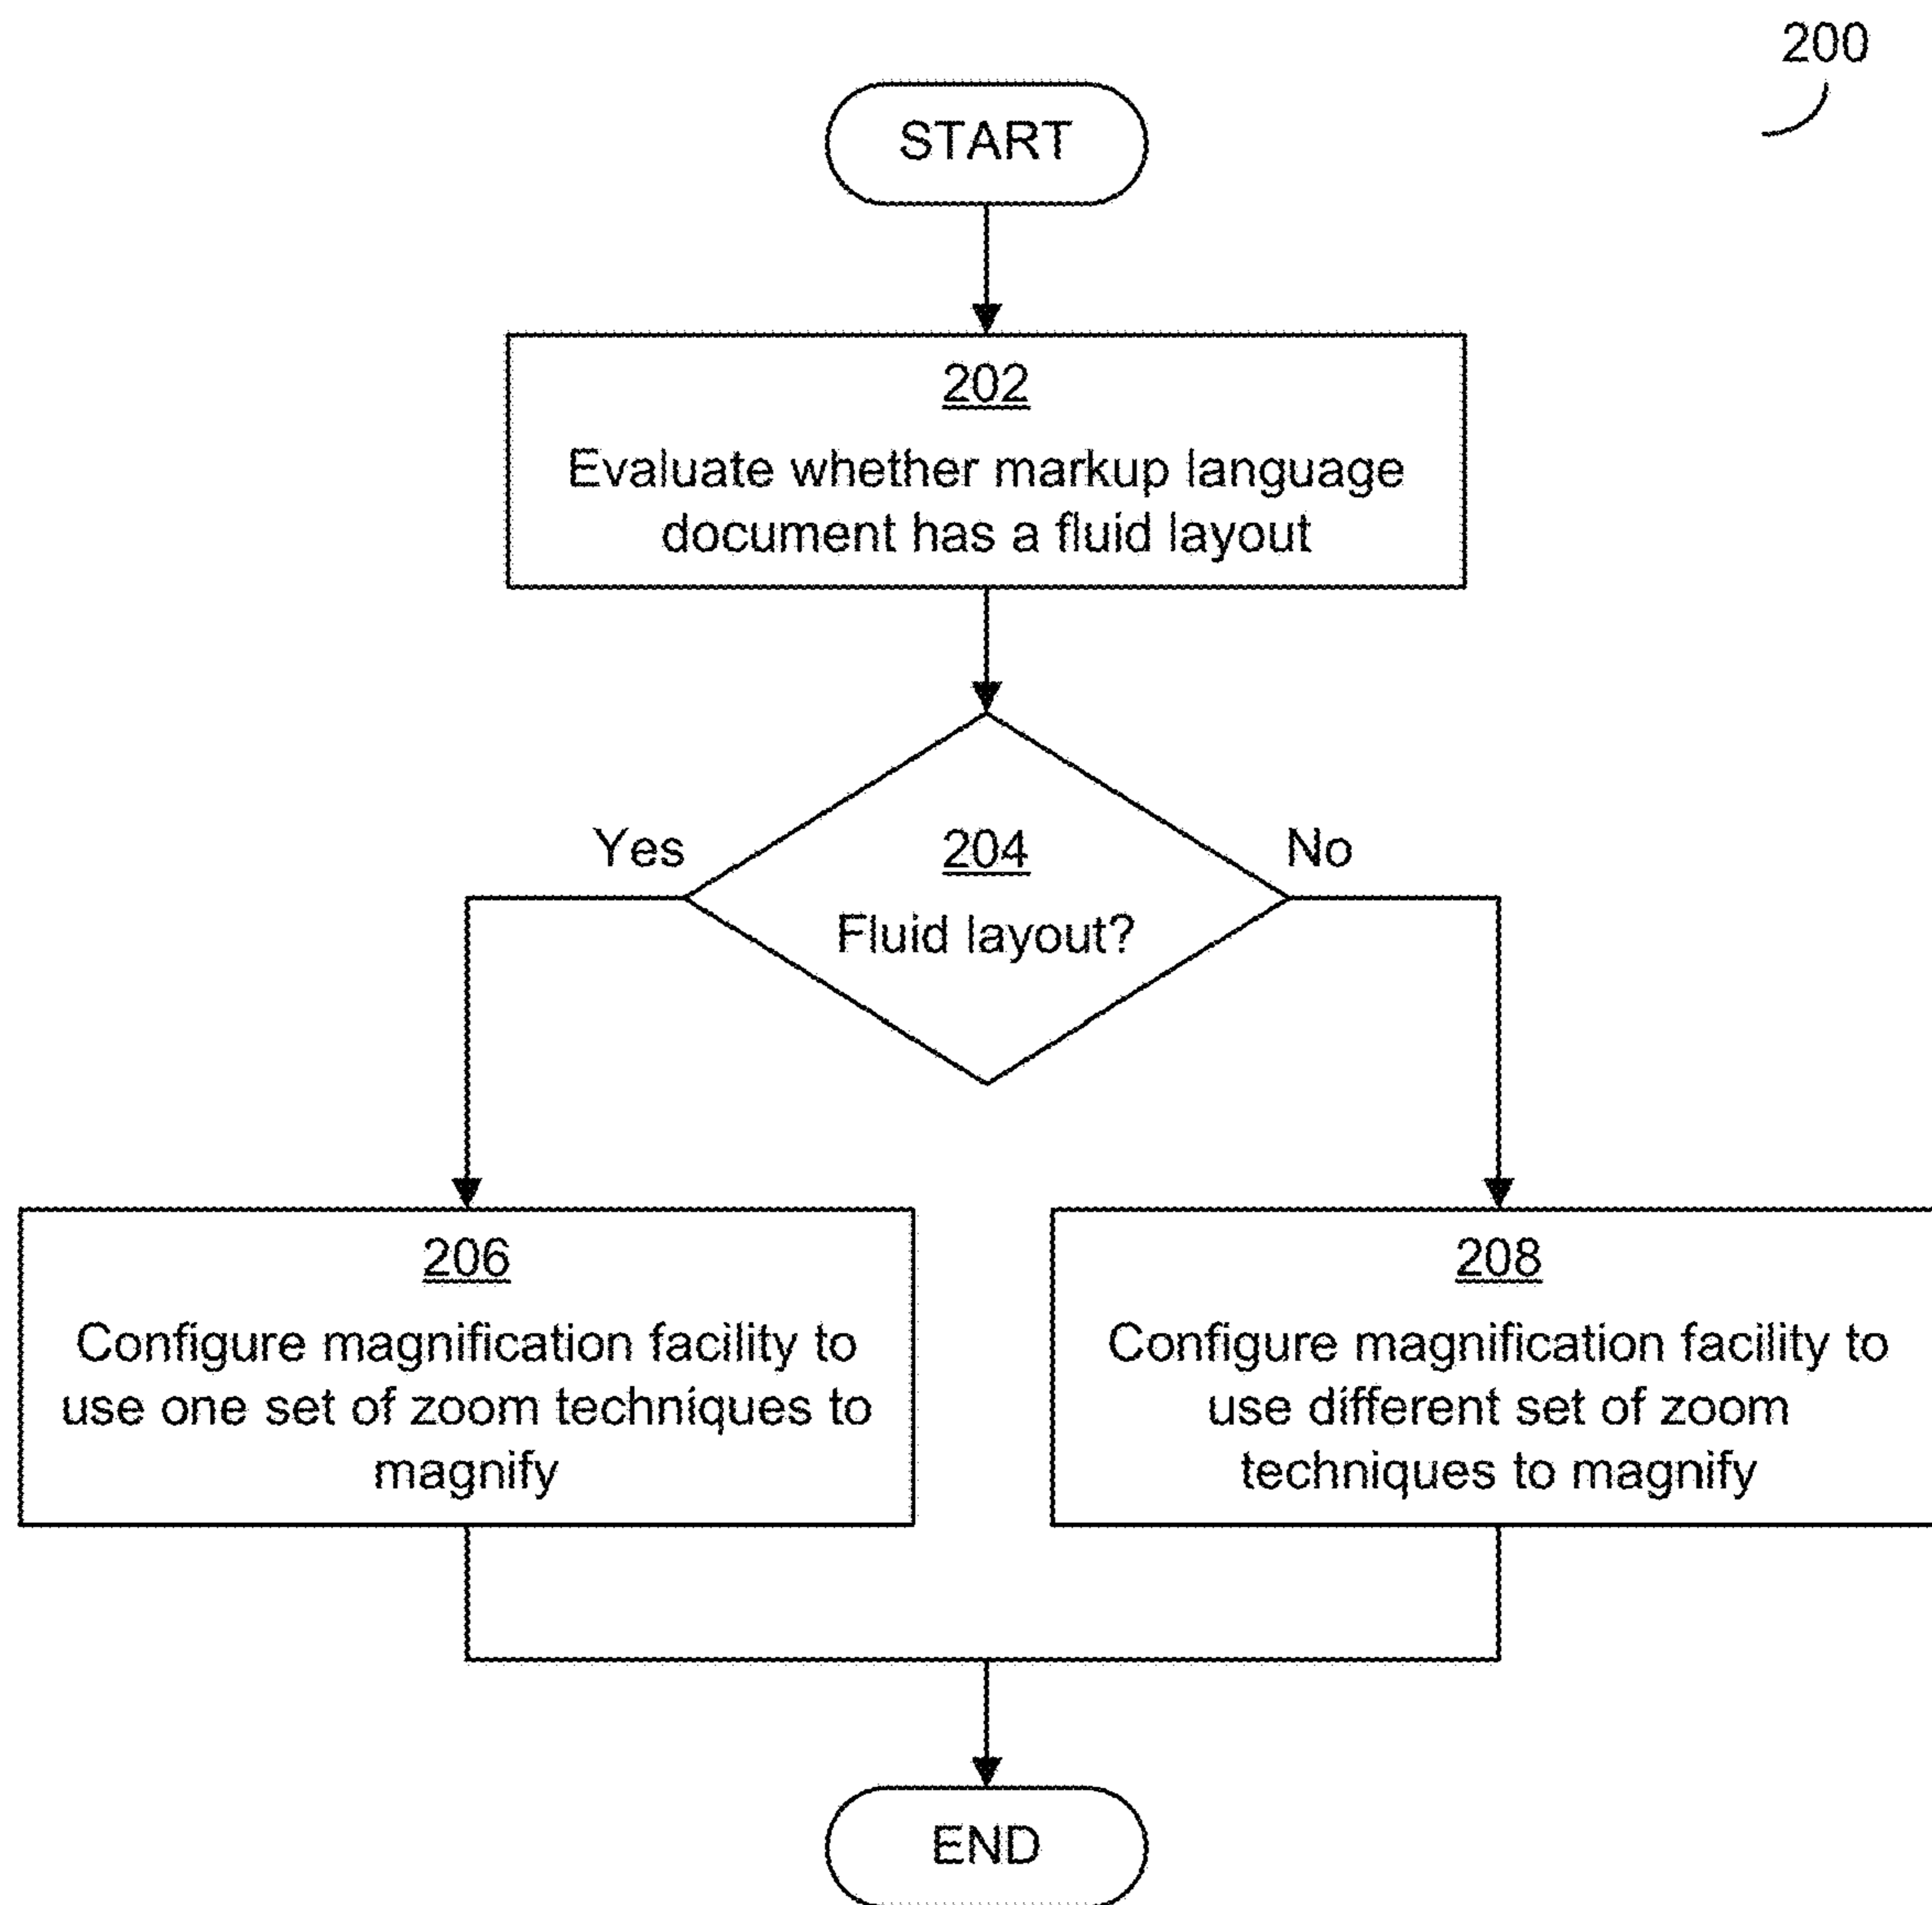 200
START
202
Evaluate whether markup language
document has a fluid layout
Yes
204
No
Fluid layout?
206
Configure magnification facility to
use one set of zoom techniques to
magnify
208
Configure magnification facility to
use different set of zoom
techniques to magnify
END